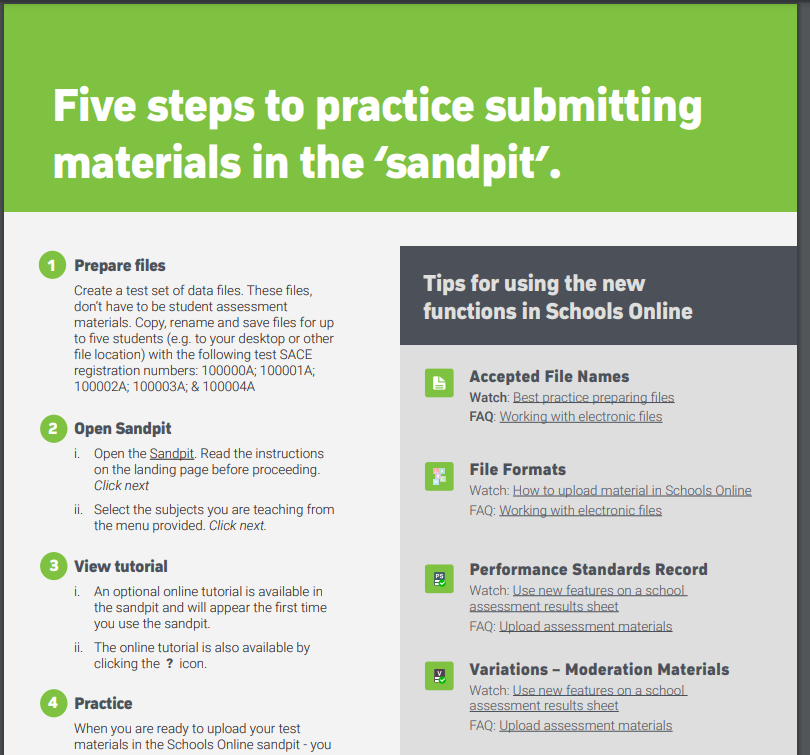 Five steps to practice submitting
materials in the ‘sandpit’.
1 Prepare files
Create a test set of data files. These files,
don’t have to be student assessment
materials. Copy, rename and save files for up
to five students (e.g. to your desktop or other
file location) with the following test SACE
registration numbers: 100000A; 100001A;
100002A; 100003A; & 100004A
2 Open Sandpit
i. Open the Sandpit. Read the instructions
on the landing page before proceeding.
Click next
ii. Select the subjects you are teaching from
the menu provided. Click next.
3 View tutorial
i. An optional online tutorial is available in
the sandpit and will appear the first time
you use the sandpit.
ii. The online tutorial is also available by
clicking the ? icon.
4 Practice
When you are ready to upload your test
materials in the Schools Online sandpit - you
Tips for using the new
functions in Schools Online
Accepted File Names
Watch: Best practice preparing files
FAQ: Working with electronic files
File Formats
Watch: How to upload material in Schools Online
FAQ: Working with electronic files
PS
Performance Standards Record
Watch: Use new features on a school
assessment results sheet
FAQ: Upload assessment materials
V
Variations – Moderation Materials
Watch: Use new features on a school
assessment results sheet
FAQ: Upload assessment materials